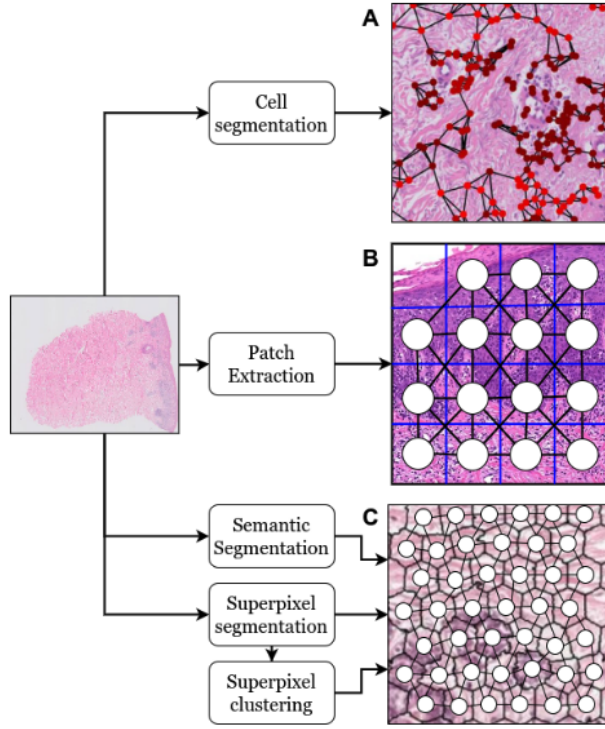 A
Cell
segmentation
B
Patch
Extraction
C
Semantic
Segmentation
Superpixel
segmentation
Superpixel
clustering